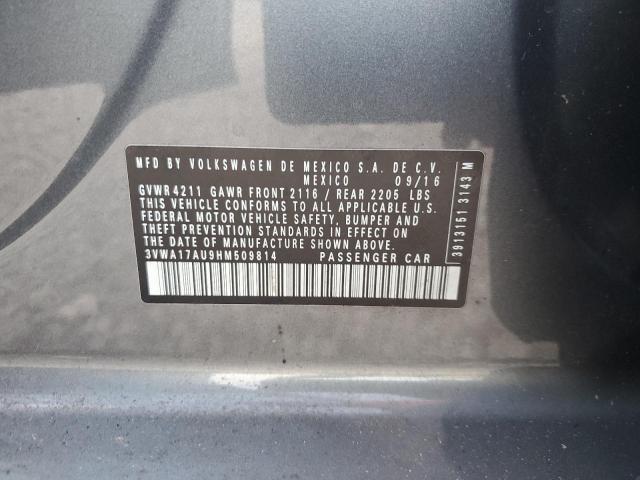 MFD BY VOLKSWAGEN DE MEXICO S.A. DE C.V.
MEXICO 09/16
GVWR 4211 GAWR FRONT 2116 / REAR 2205 LBS
THIS VEHICLE CONFORMS TO ALL APPLICABLE U.S.
FEDERAL MOTOR VEHICLE SAFETY, BUMPER AND
THEFT PREVENTION STANDARDS IN EFFECT ON
THE DATE OF MANUFACTURE SHOWN ABOVE.
3VWA17AU9HM509814 PASSENGER CAR
3913151 3143 M